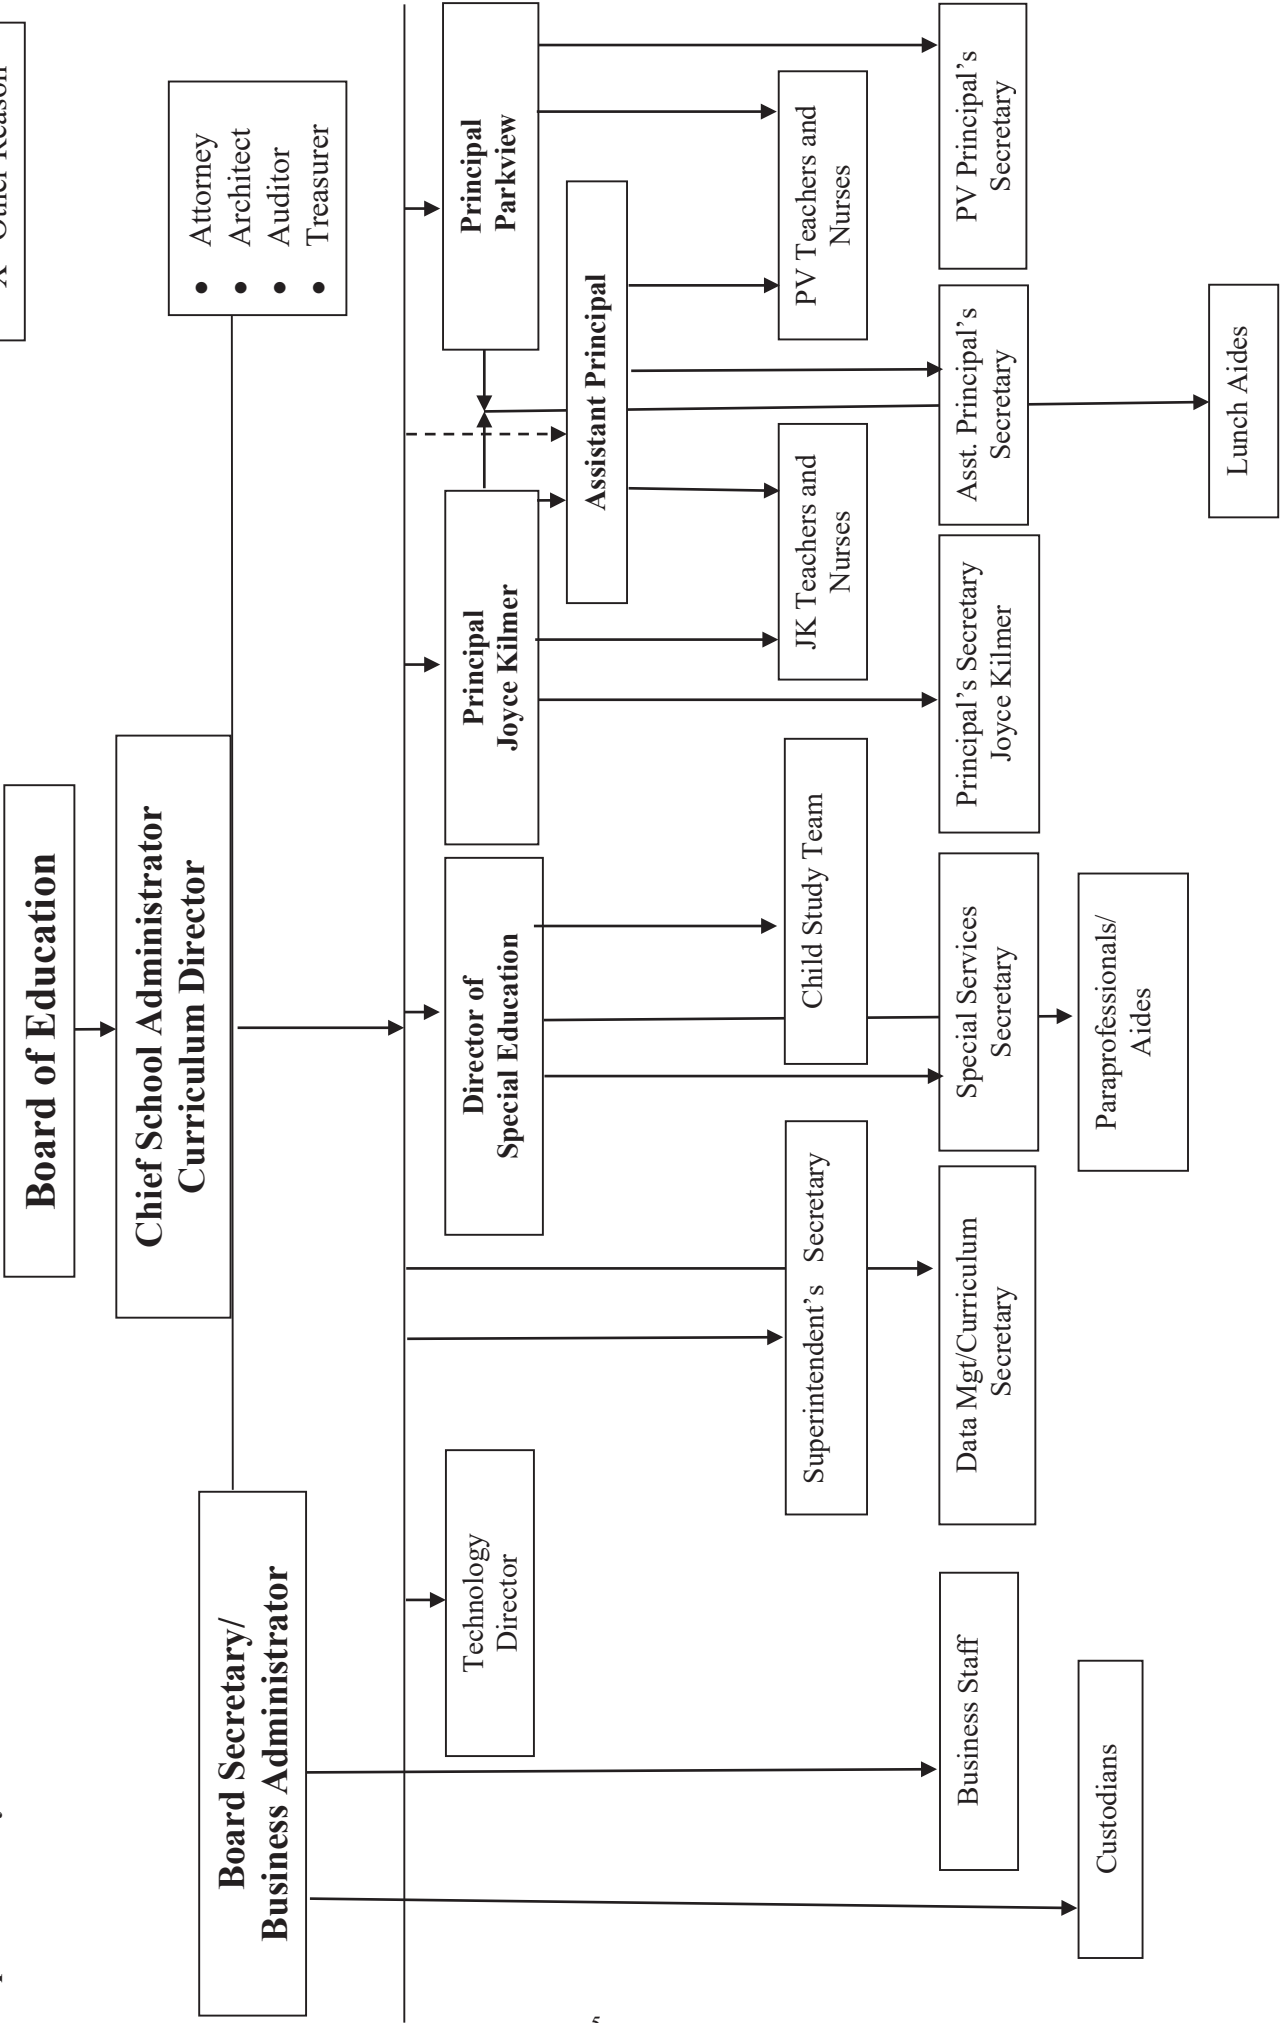 X Other Reason
Board of Education
Chief School Administrator
Curriculum Director
Board Secretary/
Business Administrator
• Attorney
• Architect
• Auditor
• Treasurer
Technology
Director
Director of
Special Education
Principal
Joyce Kilmer
Principal
Parkview
Assistant Principal
Superintendent's Secretary
Child Study Team
JK Teachers and
Nurses
PV Teachers and
Nurses
Business Staff
Data Mgt/Curriculum
Secretary
Special Services
Secretary
Principal's Secretary
Joyce Kilmer
Asst. Principal's
Secretary
PV Principal's
Secretary
Custodians
Paraprofessionals/
Aides
Lunch Aides
5